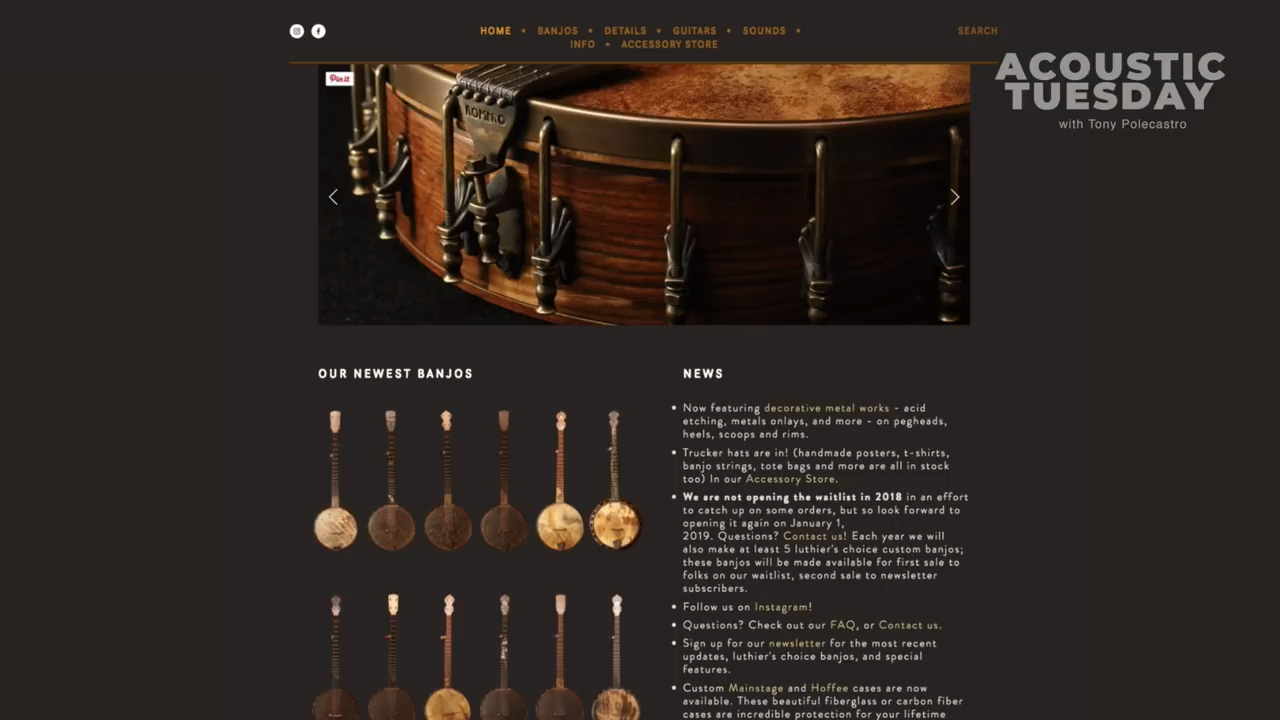 HOME • BANJOS • DETAILS • GUITARS • SOUNDS •
INFO • ACCESSORY STORE
SEARCH
ACOUSTIC
TUESDAY
with Tony Polecastro
Pin it
ROMERO
OUR NEWEST BANJOS
NEWS
• Now featuring decorative metal works - acid
etching, metals onlays, and more - on pegheads,
heels, scoops and rims.
• Trucker hats are in! (handmade posters, t-shirts,
banjo strings, tote bags and more are all in stock
too) In our Accessory Store.
• We are not opening the waitlist in 2018 in an effort
to catch up on some orders, but so look forward to
opening it again on January 1,
2019. Questions? Contact us! Each year we will
also make at least 5 luthier's choice custom banjos;
these banjos will be made available for first sale to
folks on our waitlist, second sale to newsletter
subscribers.
• Follow us on Instagram!
• Questions? Check out our FAQ, or Contact us.
• Sign up for our newsletter for the most recent
updates, luthier's choice banjos, and special
features.
• Custom Mainstage and Hoffee cases are now
available. These beautiful fiberglass or carbon fiber
cases are incredible protection for your lifetime